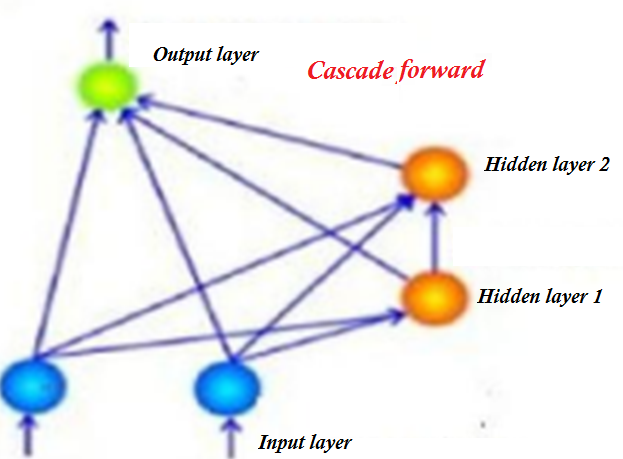 Output layer
Cascade forward
Hidden layer 2
Hidden layer 1
Input layer